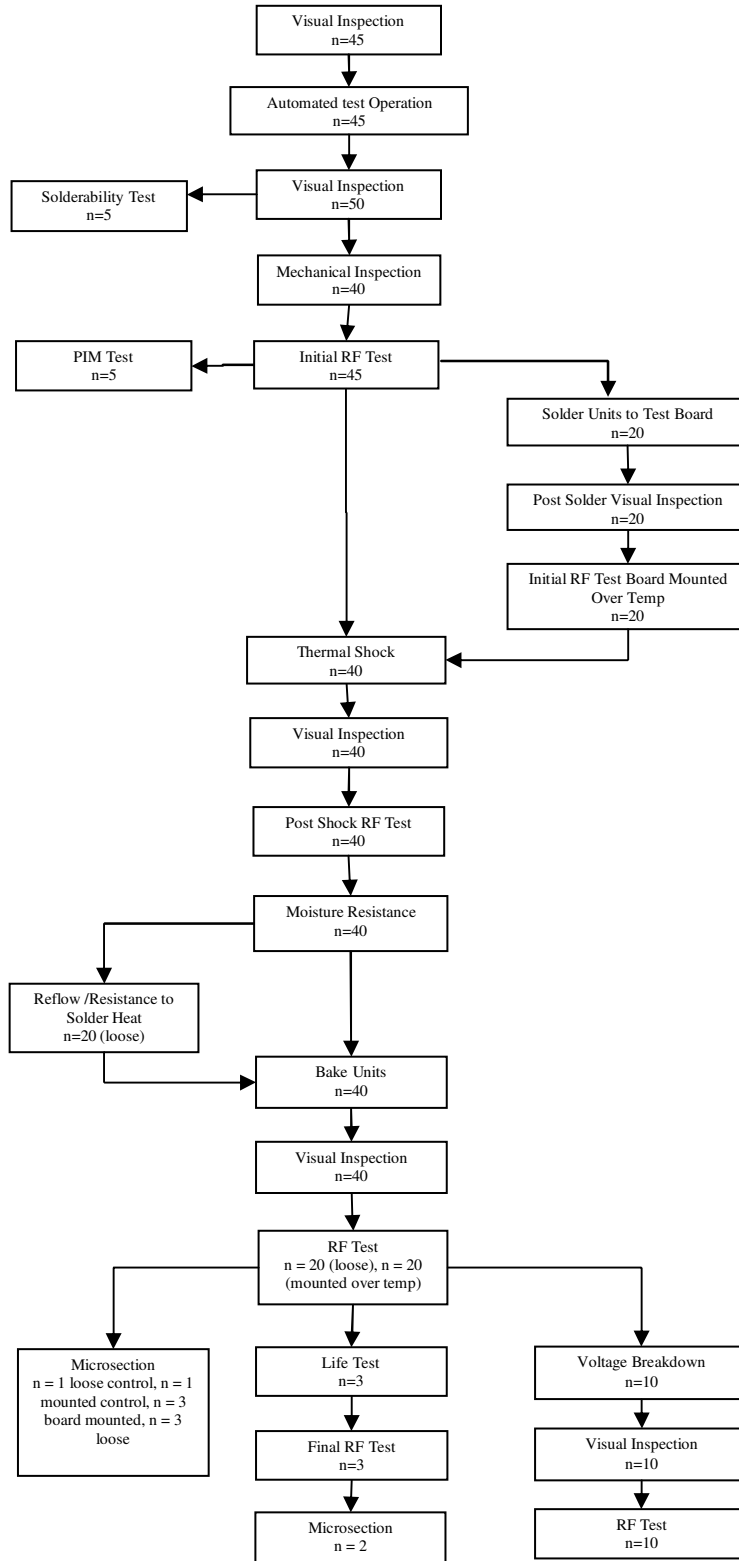 Visual Inspection
n=45
Automated test Operation
n=45
Solderability Test
n=5
Visual Inspection
n=50
Mechanical Inspection
n=40
PIM Test
n=5
Initial RF Test
n=45
Solder Units to Test Board
n=20
Post Solder Visual Inspection
n=20
Initial RF Test Board Mounted
Over Temp
n=20
Thermal Shock
n=40
Visual Inspection
n=40
Post Shock RF Test
n=40
Moisture Resistance
n=40
Reflow /Resistance to
Solder Heat
n=20 (loose)
Bake Units
n=40
Visual Inspection
n=40
RF Test
n = 20 (loose), n = 20
(mounted over temp)
Microsection
n = 1 loose control, n = 1
mounted control, n = 3
board mounted, n = 3
loose
Life Test
n=3
Final RF Test
n=3
Microsection
n = 2
Voltage Breakdown
n=10
Visual Inspection
n=10
RF Test
n=10